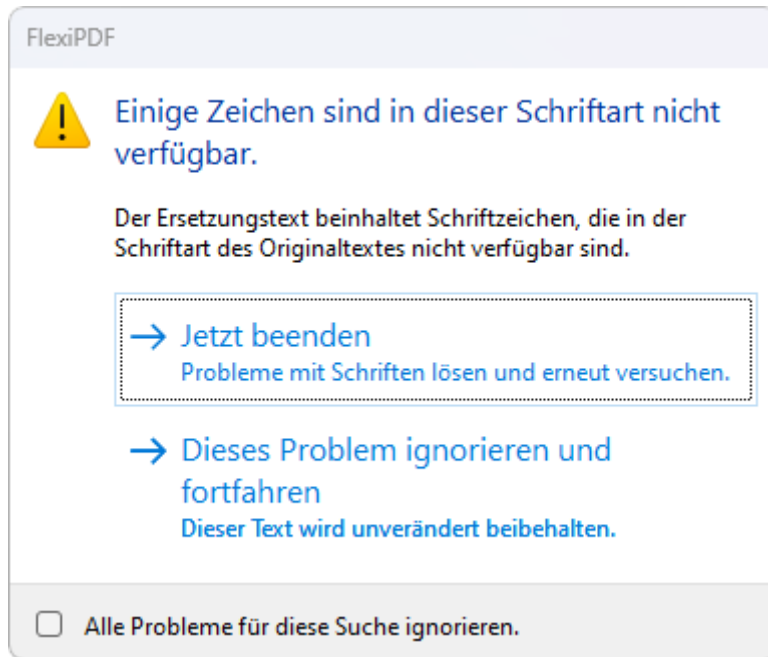 FlexiPDF
Einige Zeichen sind in dieser Schriftart nicht
verfügbar.
Der Ersetzungstext beinhaltet Schriftzeichen, die in der
Schriftart des Originaltextes nicht verfügbar sind.
Jetzt beenden
Probleme mit Schriften lösen und erneut versuchen.
Dieses Problem ignorieren und
fortfahren
Dieser Text wird unverändert beibehalten.
Alle Probleme für diese Suche ignorieren.